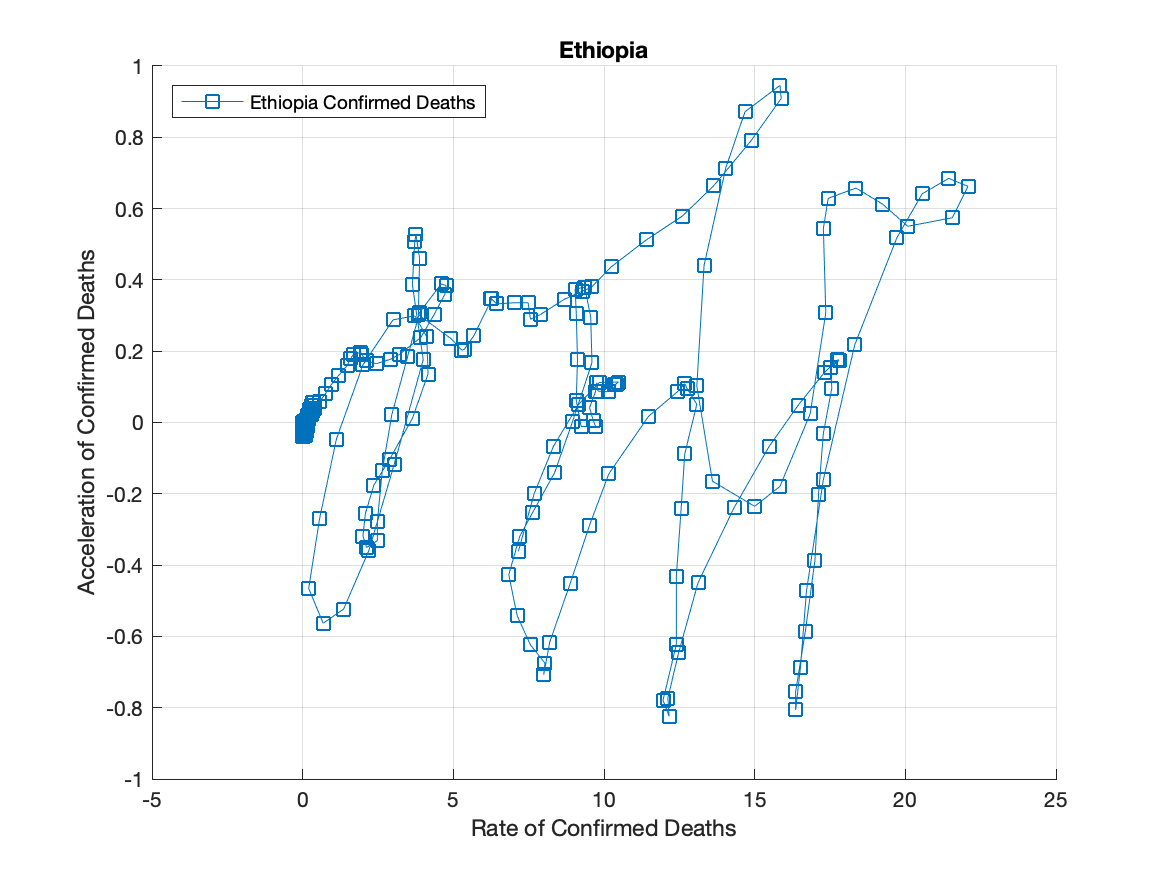 Ethiopia
Ethiopia Confirmed Deaths
Acceleration of Confirmed Deaths
1
0.8
0.6
0.4
0.2
0
-0.2
-0.4
-0.6
-0.8
-1
-5 0 5 10 15 20 25
Rate of Confirmed Deaths